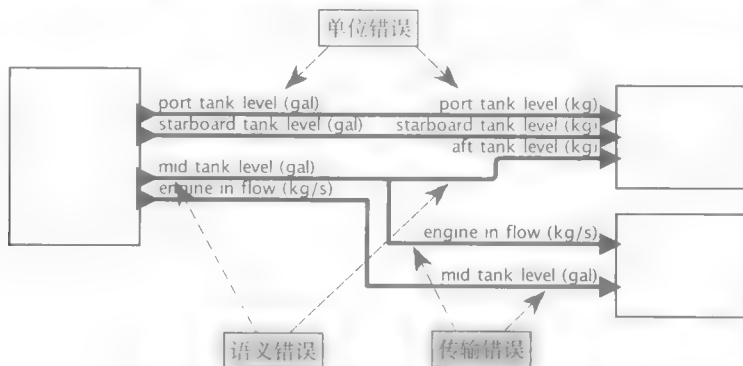 单位错误
port tank level (gal)
port tank level (kg)
starboard tank level (gal)
starboard tank level (kg)
aft tank level (kg)
mid tank level (gal)
engine in flow (kg/s)
engine in flow (kg/s)
mid tank level (gal)
语义错误
传输错误